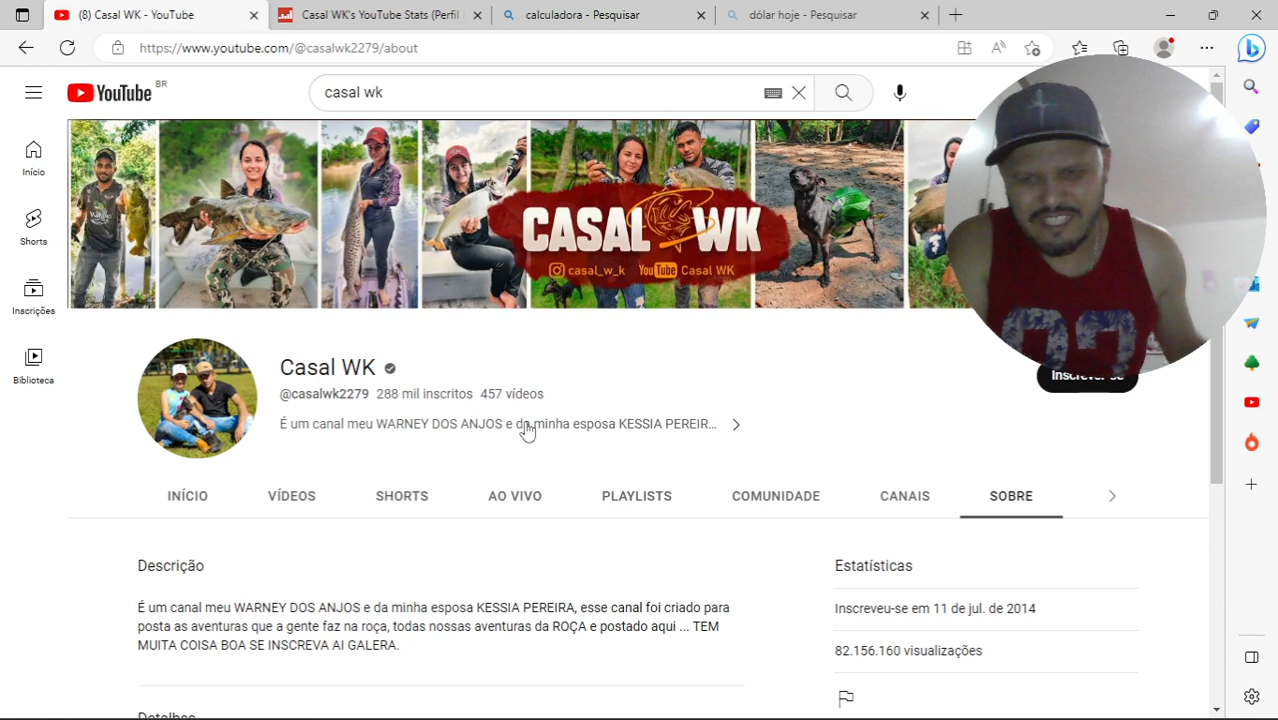 (8) Casal WK - YouTube
Casal WK's YouTube Stats (Perfil
calculadora - Pesquisar
dólar hoje - Pesquisar
https://www.youtube.com/@casalwk2279/about
YouTube BR
casal wk
Início
Shorts
Inscrições
Biblioteca
CASAL WK
casal_w_k YouTube Casal WK
Casal WK
@casalwk2279 288 mil inscritos 457 vídeos
É um canal meu WARNEY DOS ANJOS e da minha esposa KESSIA PEREIR...
INÍCIO VÍDEOS SHORTS AO VIVO PLAYLISTS COMUNIDADE CANAIS SOBRE
Descrição
É um canal meu WARNEY DOS ANJOS e da minha esposa KESSIA PEREIRA, esse canal foi criado para
posta as aventuras que a gente faz na roça, todas nossas aventuras da ROÇA e postado aqui ... TEM
MUITA COISA BOA SE INSCREVA AI GALERA.
Detalhes
Estatísticas
Inscreveu-se em 11 de jul. de 2014
82.156.160 visualizações
Inscrever-se